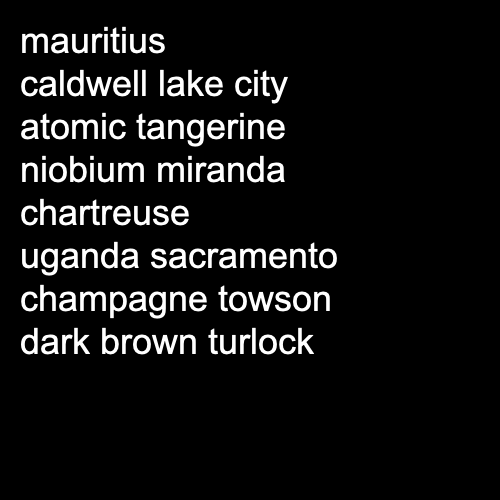 mauritius
caldwell lake city
atomic tangerine
niobium miranda
chartreuse
uganda sacramento
champagne towson
dark brown turlock